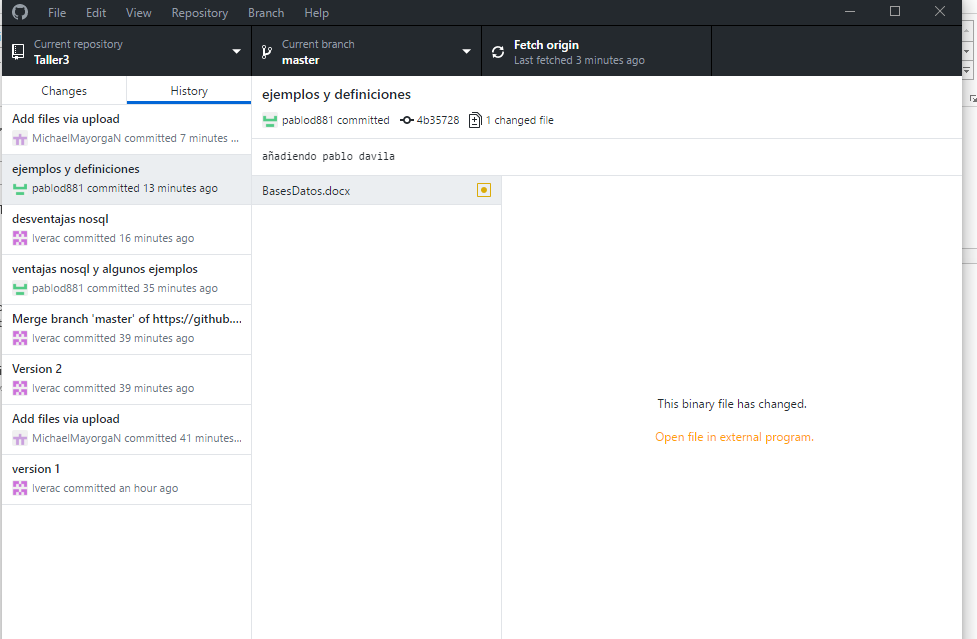 File Edit View Repository Branch Help
Current repository
Taller3
Current branch
master
Fetch origin
Last fetched 3 minutes ago
Changes History
Add files via upload
MichaelMayorgaN committed 7 minutes ...
ejemplos y definiciones
pablod881 committed 13 minutes ago
desventajas nosql
lverac committed 16 minutes ago
ventajas nosql y algunos ejemplos
pablod881 committed 35 minutes ago
Merge branch 'master' of https://github....
lverac committed 39 minutes ago
Version 2
lverac committed 39 minutes ago
Add files via upload
MichaelMayorgaN committed 41 minutes...
version 1
lverac committed an hour ago
ejemplos y definiciones
pablod881 committed 4b35728 1 changed file
añadiendo pablo davila
BasesDatos.docx
This binary file has changed.
Open file in external program.